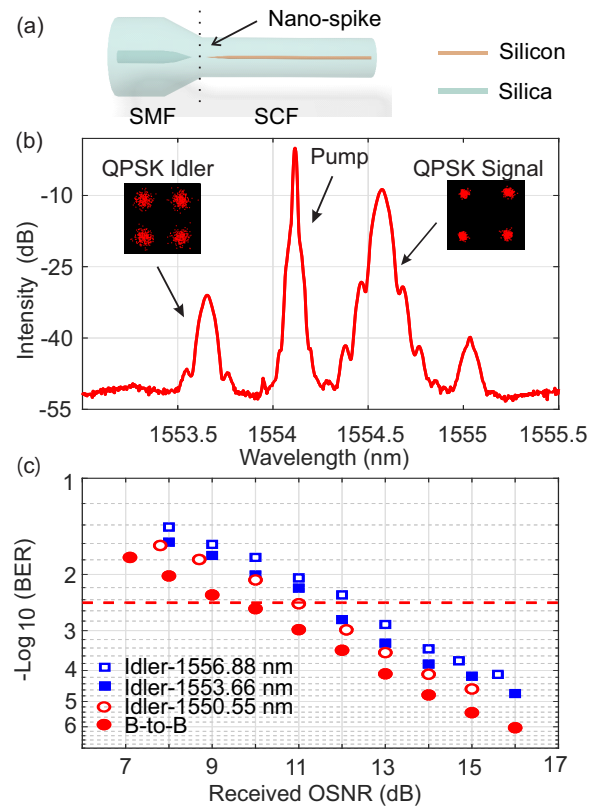 (a)
Nano-spike
Silicon
Silica
SMF
SCF
(b)
QPSK Idler
Pump
QPSK Signal
-10
-25
-40
-55
Intensity (dB)
1553.5
1554
1554.5
1555
1555.5
Wavelength (nm)
(c)
1
2
3
4
5
6
-Log10 (BER)
Idler-1556.88 nm
Idler-1553.66 nm
Idler-1550.55 nm
B-to-B
7
9
11
13
15
17
Received OSNR (dB)